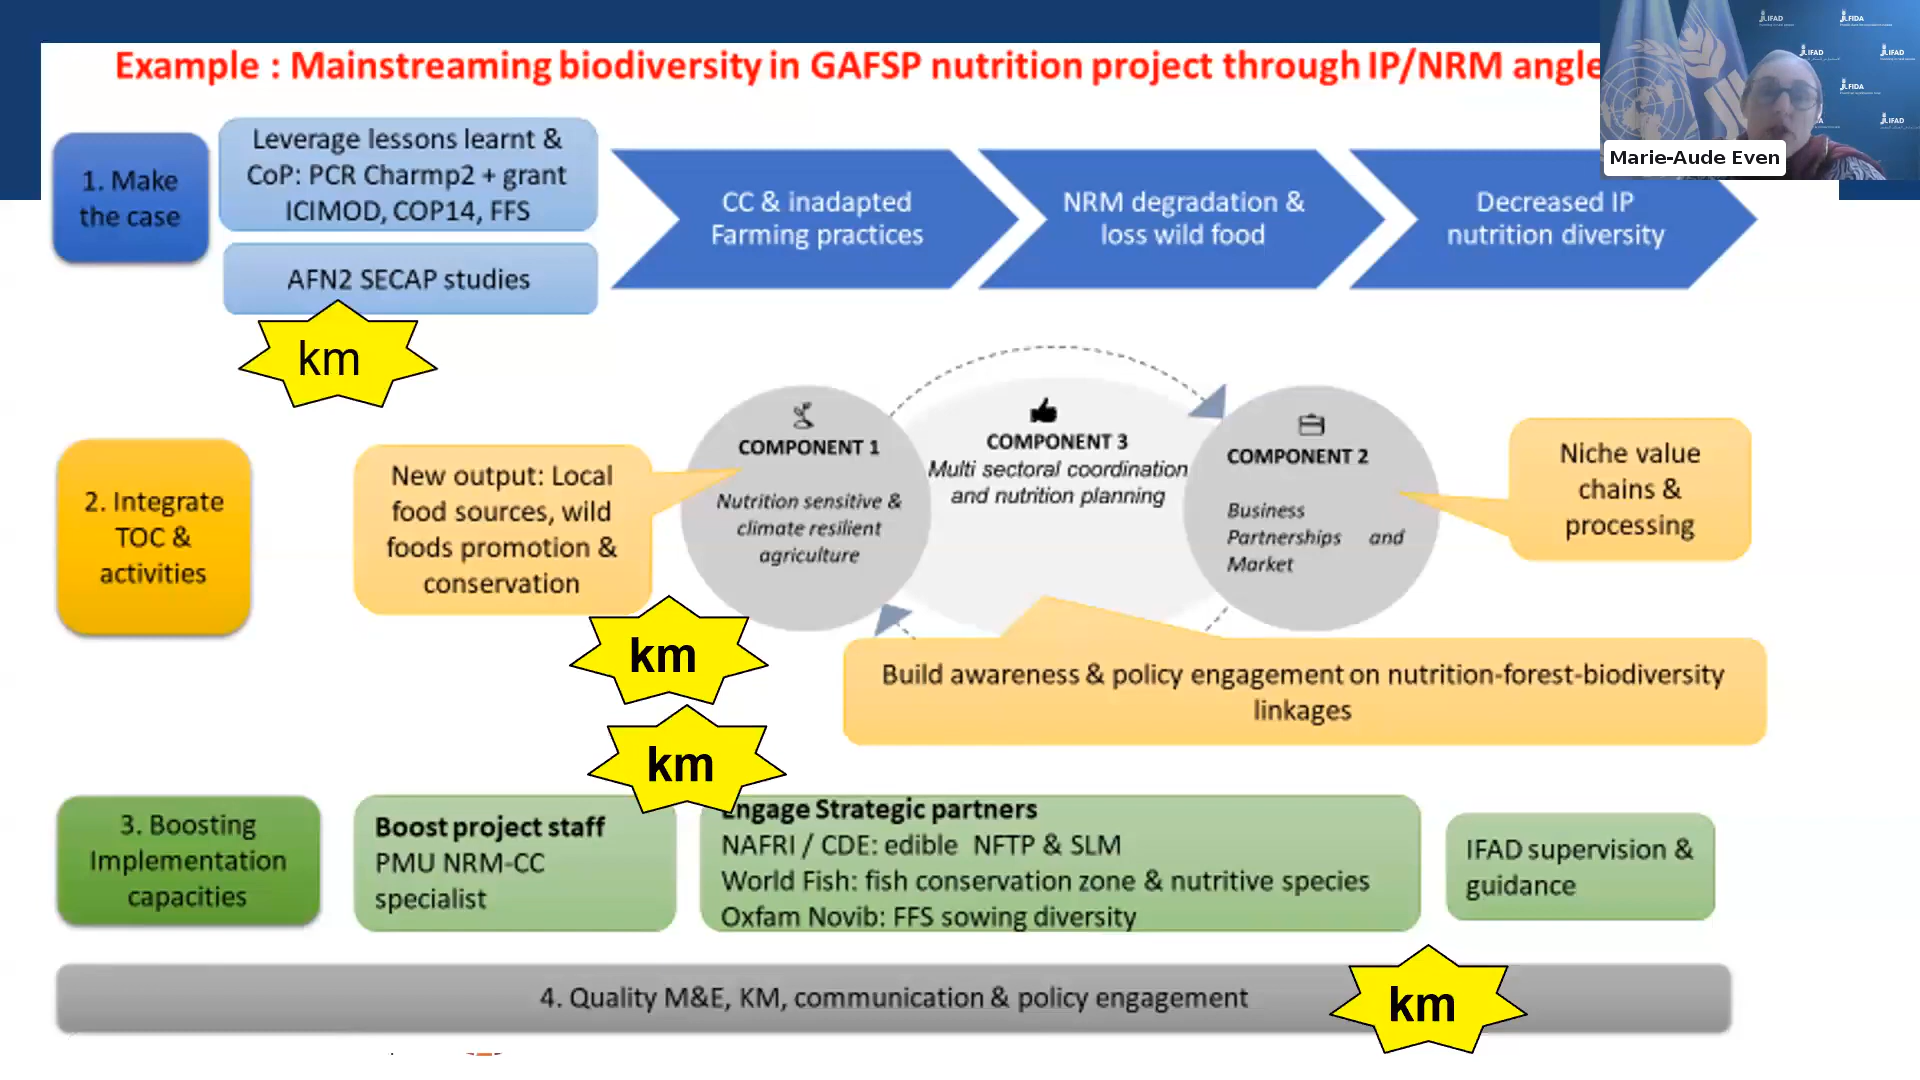 Example : Mainstreaming biodiversity in GAFSP nutrition project through IP/NRM angle
IFAD
FIDA
IFAD
IFAD
FIDA
IFAD
Marie-Aude Even
1. Make
the case
Leverage lessons learnt &
CoP: PCR Charmp2 + grant
ICIMOD, COP14, FFS
AFN2 SECAP studies
km
CC & inadapted
Farming practices
NRM degradation &
loss wild food
Decreased IP
nutrition diversity
2. Integrate
TOC &
activities
New output: Local
food sources, wild
foods promotion &
conservation
km
COMPONENT 1
Nutrition sensitive &
climate resilient
agriculture
COMPONENT 3
Multi sectoral coordination
and nutrition planning
COMPONENT 2
Business
Partnerships and
Market
Niche value
chains &
processing
Build awareness & policy engagement on nutrition-forest-biodiversity
linkages
km
3. Boosting
Implementation
capacities
Boost project staff
PMU NRM-CC
specialist
Engage Strategic partners
NAFRI / CDE: edible NFTP & SLM
World Fish: fish conservation zone & nutritive species
Oxfam Novib: FFS sowing diversity
IFAD supervision &
guidance
4. Quality M&E, KM, communication & policy engagement
km